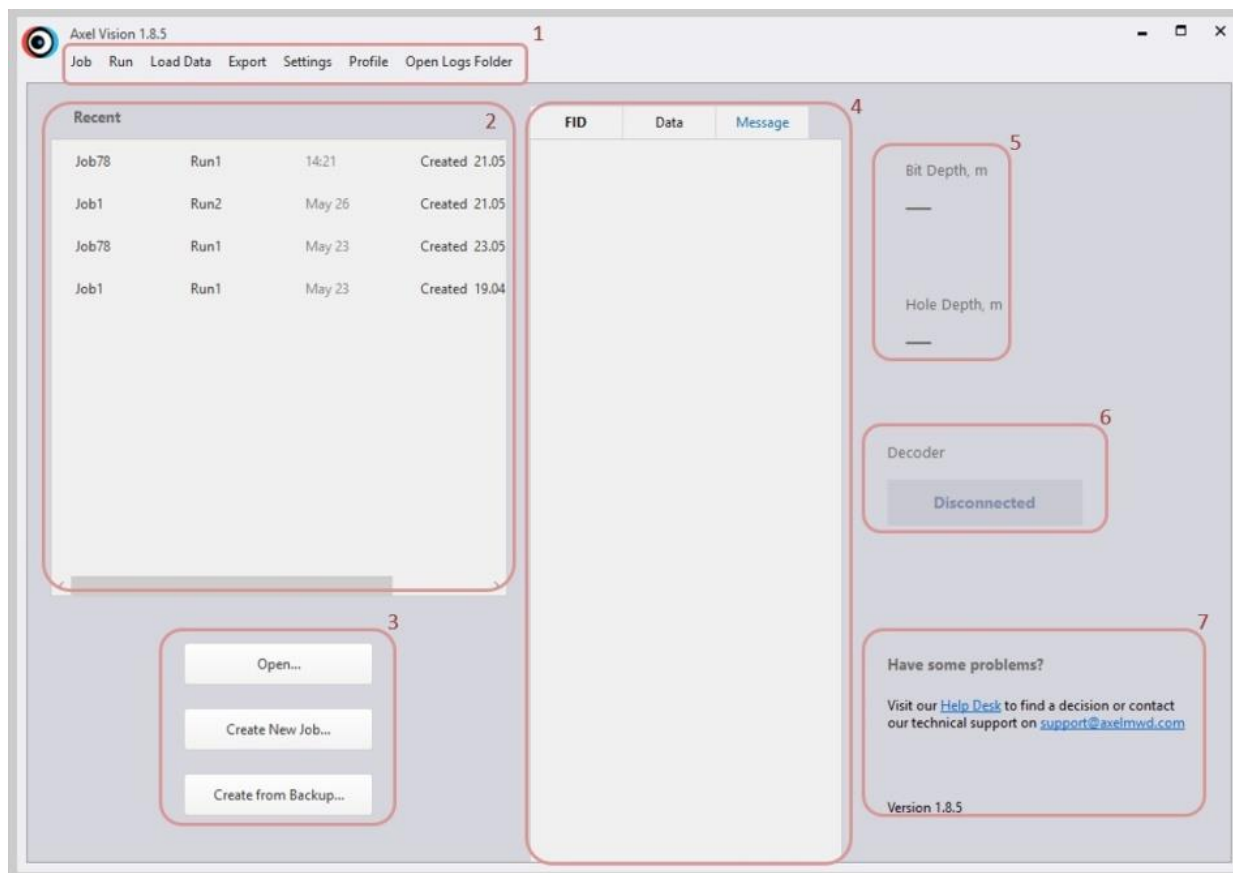 Axel Vision 1.8.5
1
Job Run Load Data Export Settings Profile Open Logs Folder
Recent 2
Job78 Run1 14:21 Created 21.05
Job1 Run2 May 26 Created 21.05
Job78 Run1 May 23 Created 23.05
Job1 Run1 May 23 Created 19.04
3
Open...
Create New Job...
Create from Backup...
4
FID Data Message
5
Bit Depth, m
Hole Depth, m
6
Decoder
Disconnected
7
Have some problems?
Visit our Help Desk to find a decision or contact
our technical support on support@axelmwd.com
Version 1.8.5